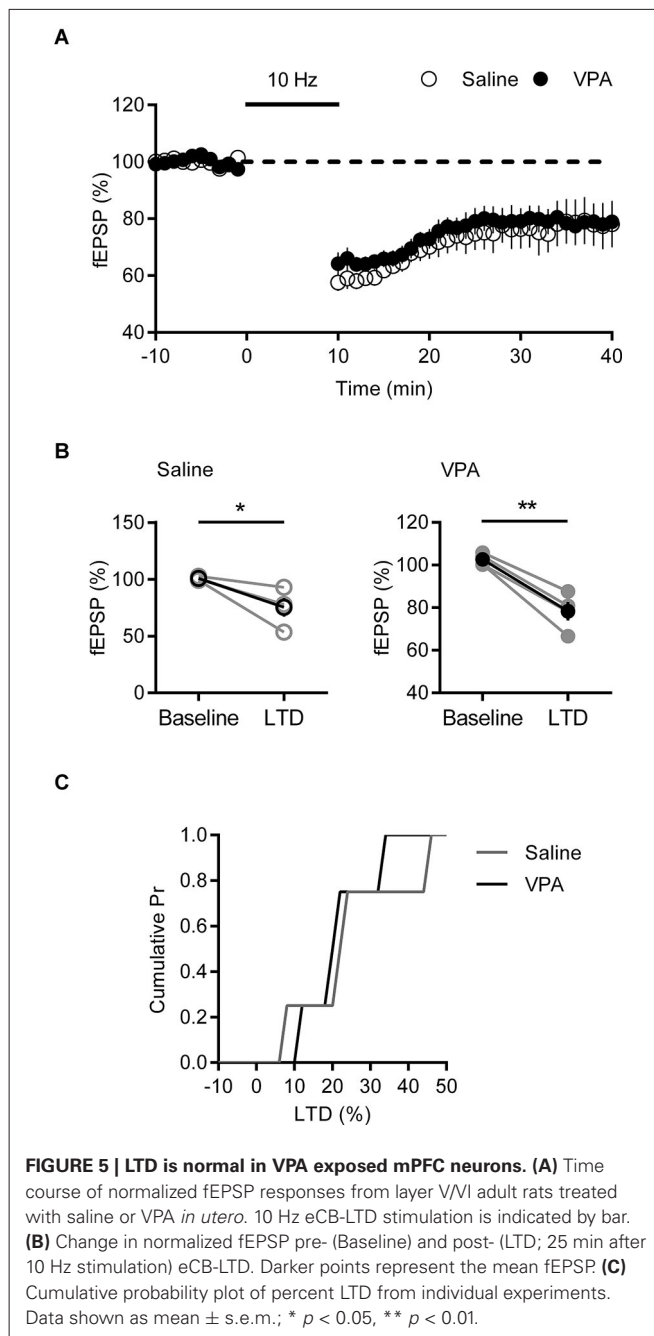 A
10 Hz
Saline
VPA
120
100
80
60
40
fEPSP (%)
-10
0
10
20
30
40
Time (min)
B
Saline
VPA
*
**
150
100
50
0
fEPSP (%)
Baseline
LTD
120
100
80
60
40
fEPSP (%)
Baseline
LTD
C
1.0
0.8
0.6
0.4
0.2
0.0
Cumulative Pr
Saline
VPA
-10
0
10
20
30
40
50
LTD (%)
FIGURE 5 | LTD is normal in VPA exposed mPFC neurons. (A) Time
course of normalized fEPSP responses from layer V/VI adult rats treated
with saline or VPA in utero. 10 Hz eCB-LTD stimulation is indicated by bar.
(B) Change in normalized fEPSP pre- (Baseline) and post- (LTD; 25 min after
10 Hz stimulation) eCB-LTD. Darker points represent the mean fEPSP. (C)
Cumulative probability plot of percent LTD from individual experiments.
Data shown as mean ± s.e.m.; * p < 0.05, ** p < 0.01.